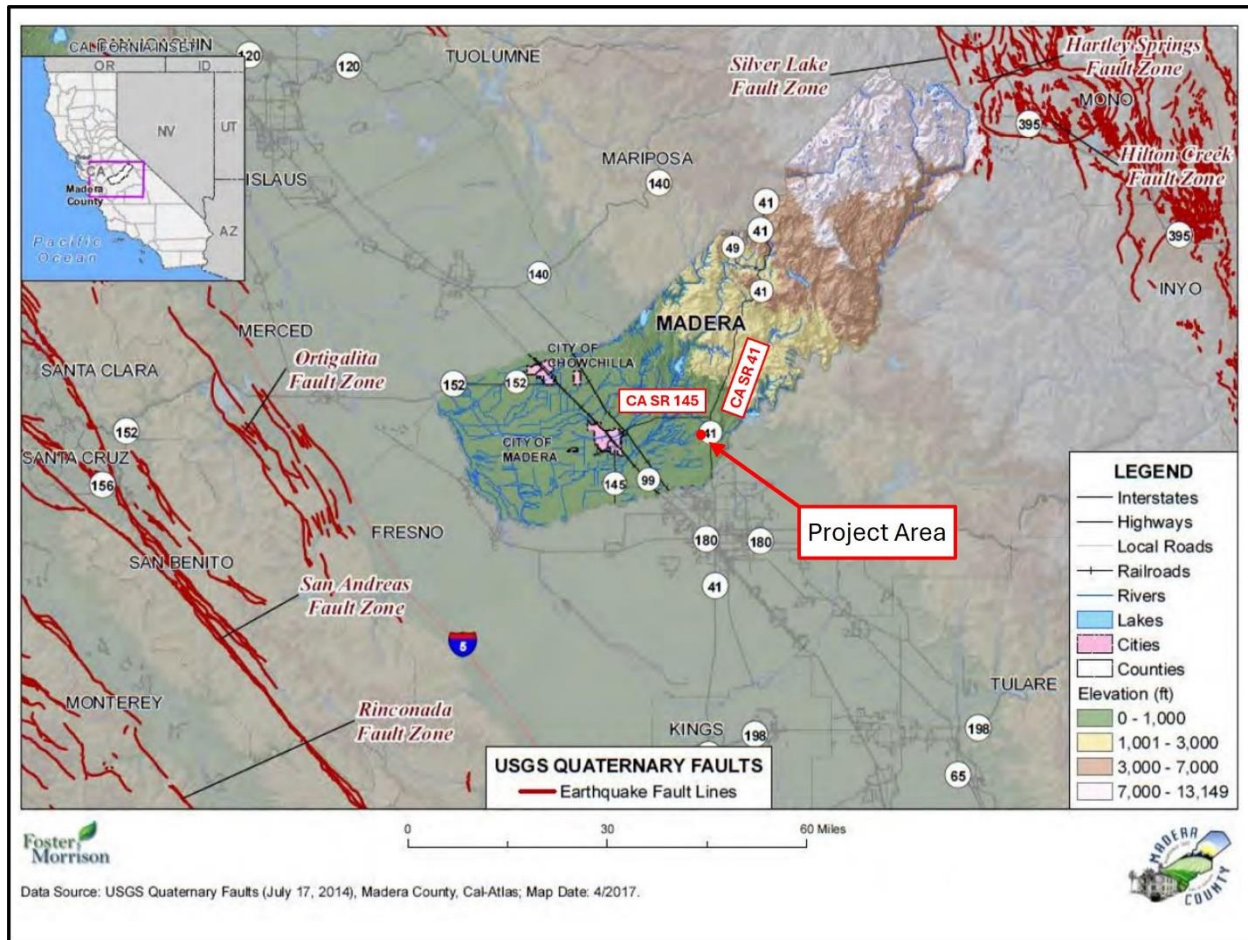 SAN JOAQUIN
CALIFORNIA INSET
OR
ID
NV
UT
CA
Madera
County
AZ
Pacific
Ocean
120
120
TUOLUMNE
Silver Lake
Fault Zone
Hartley Springs
Fault Zone
MONO
395
Hilton Creek
Fault Zone
395
INYO
ISLAUS
MARIPOSA
140
41
41
49
41
140
MADERA
MERCED
Ortigalita
Fault Zone
SANTA CLARA
152
SANTA CRUZ
156
CITY OF
CHOWCHILLA
152
152
CA SR 145
CA SR 41
41
CITY OF
MADERA
145
99
Project Area
FRESNO
SAN BENITO
San Andreas
Fault Zone
180
180
41
5
MONTEREY
Rinconada
Fault Zone
KINGS
198
TULARE
198
65
LEGEND
Interstates
Highways
Local Roads
Railroads
Rivers
Lakes
Cities
Counties
Elevation (ft)
0 - 1,000
1,001 - 3,000
3,000 - 7,000
7,000 - 13,149
USGS QUATERNARY FAULTS
Earthquake Fault Lines
Foster
Morrison
0
30
60 Miles
MADERA
COUNTY
Data Source: USGS Quaternary Faults (July 17, 2014), Madera County, Cal-Atlas; Map Date: 4/2017.